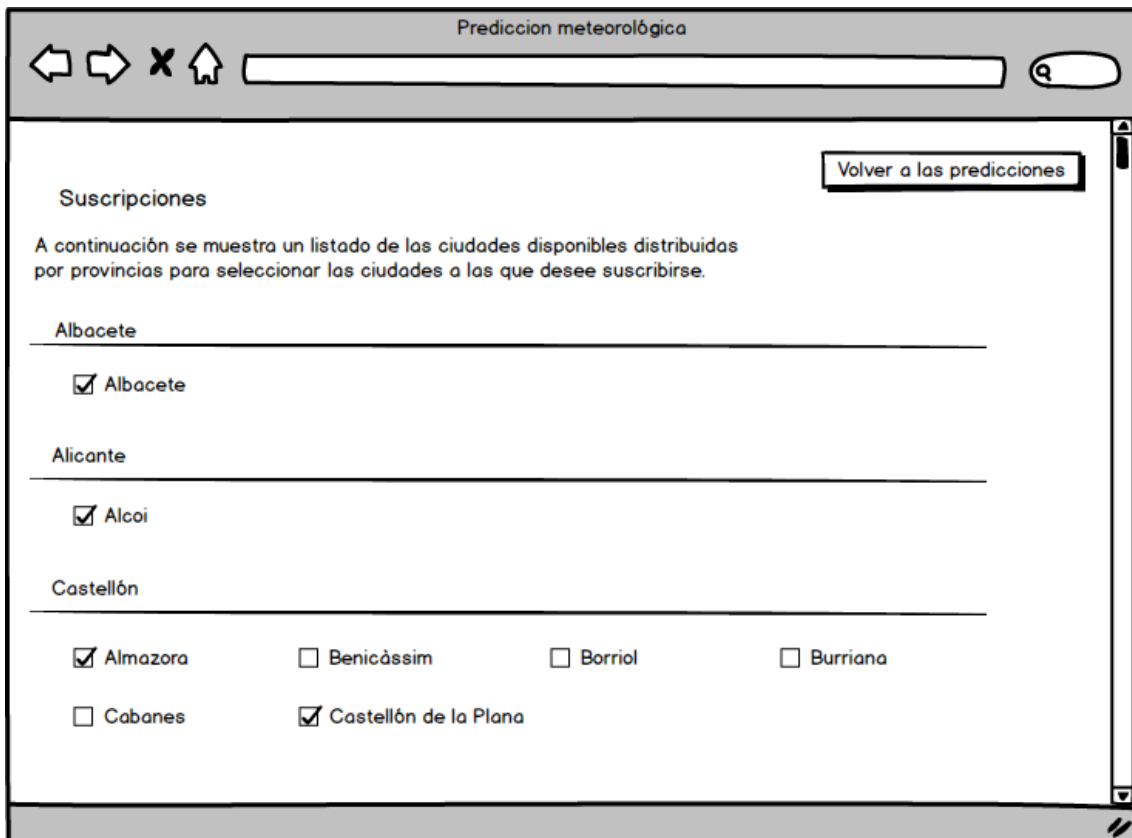 Prediccion meteorológica
Volver a las predicciones
Suscripciones
A continuación se muestra un listado de las ciudades disponibles distribuidas
por provincias para seleccionar las ciudades a las que desee suscribirse.
Albacete
Albacete
Alicante
Alcoi
Castellón
Almazora Benicàssim Borriol Burriana
Cabanes Castellón de la Plana